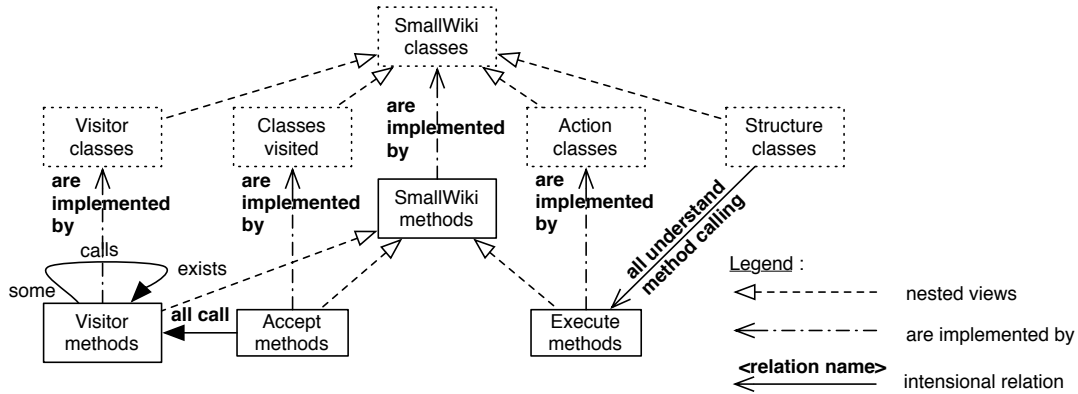 SmallWiki
classes
Visitor
classes
Classes
visited
are
implemented
by
Action
classes
Structure
classes
are
implemented
by
are
implemented
by
SmallWiki
methods
are
implemented
by
all understand
method calling
calls
some
exists
Visitor
methods
all call
Accept
methods
Execute
methods
Legend :
nested views
are implemented by
<relation name>
intensional relation